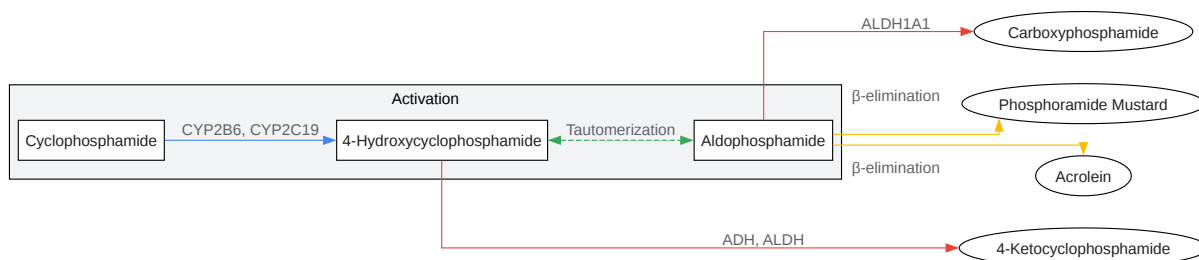 ALDH1A1
Carboxyphosphamide
Activation
β-elimination
Phosphoramide Mustard
CYP2B6, CYP2C19
Tautomerization
Cyclophosphamide
4-Hydroxycyclophosphamide
Aldophosphamide
β-elimination
Acrolein
ADH, ALDH
4-Ketocyclophosphamide